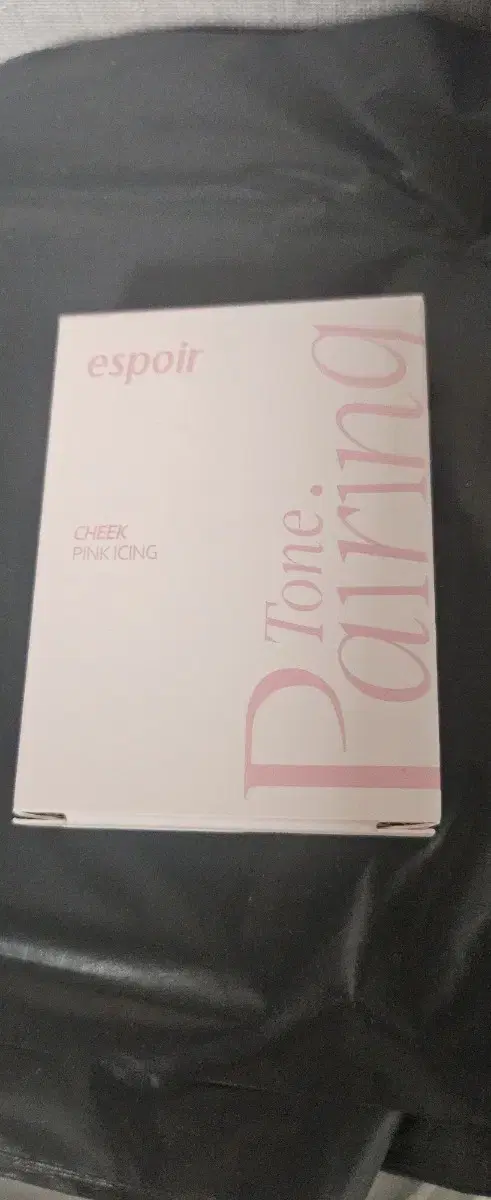 espoir
CHEEK
PINK ICING
Tone.
Pairing